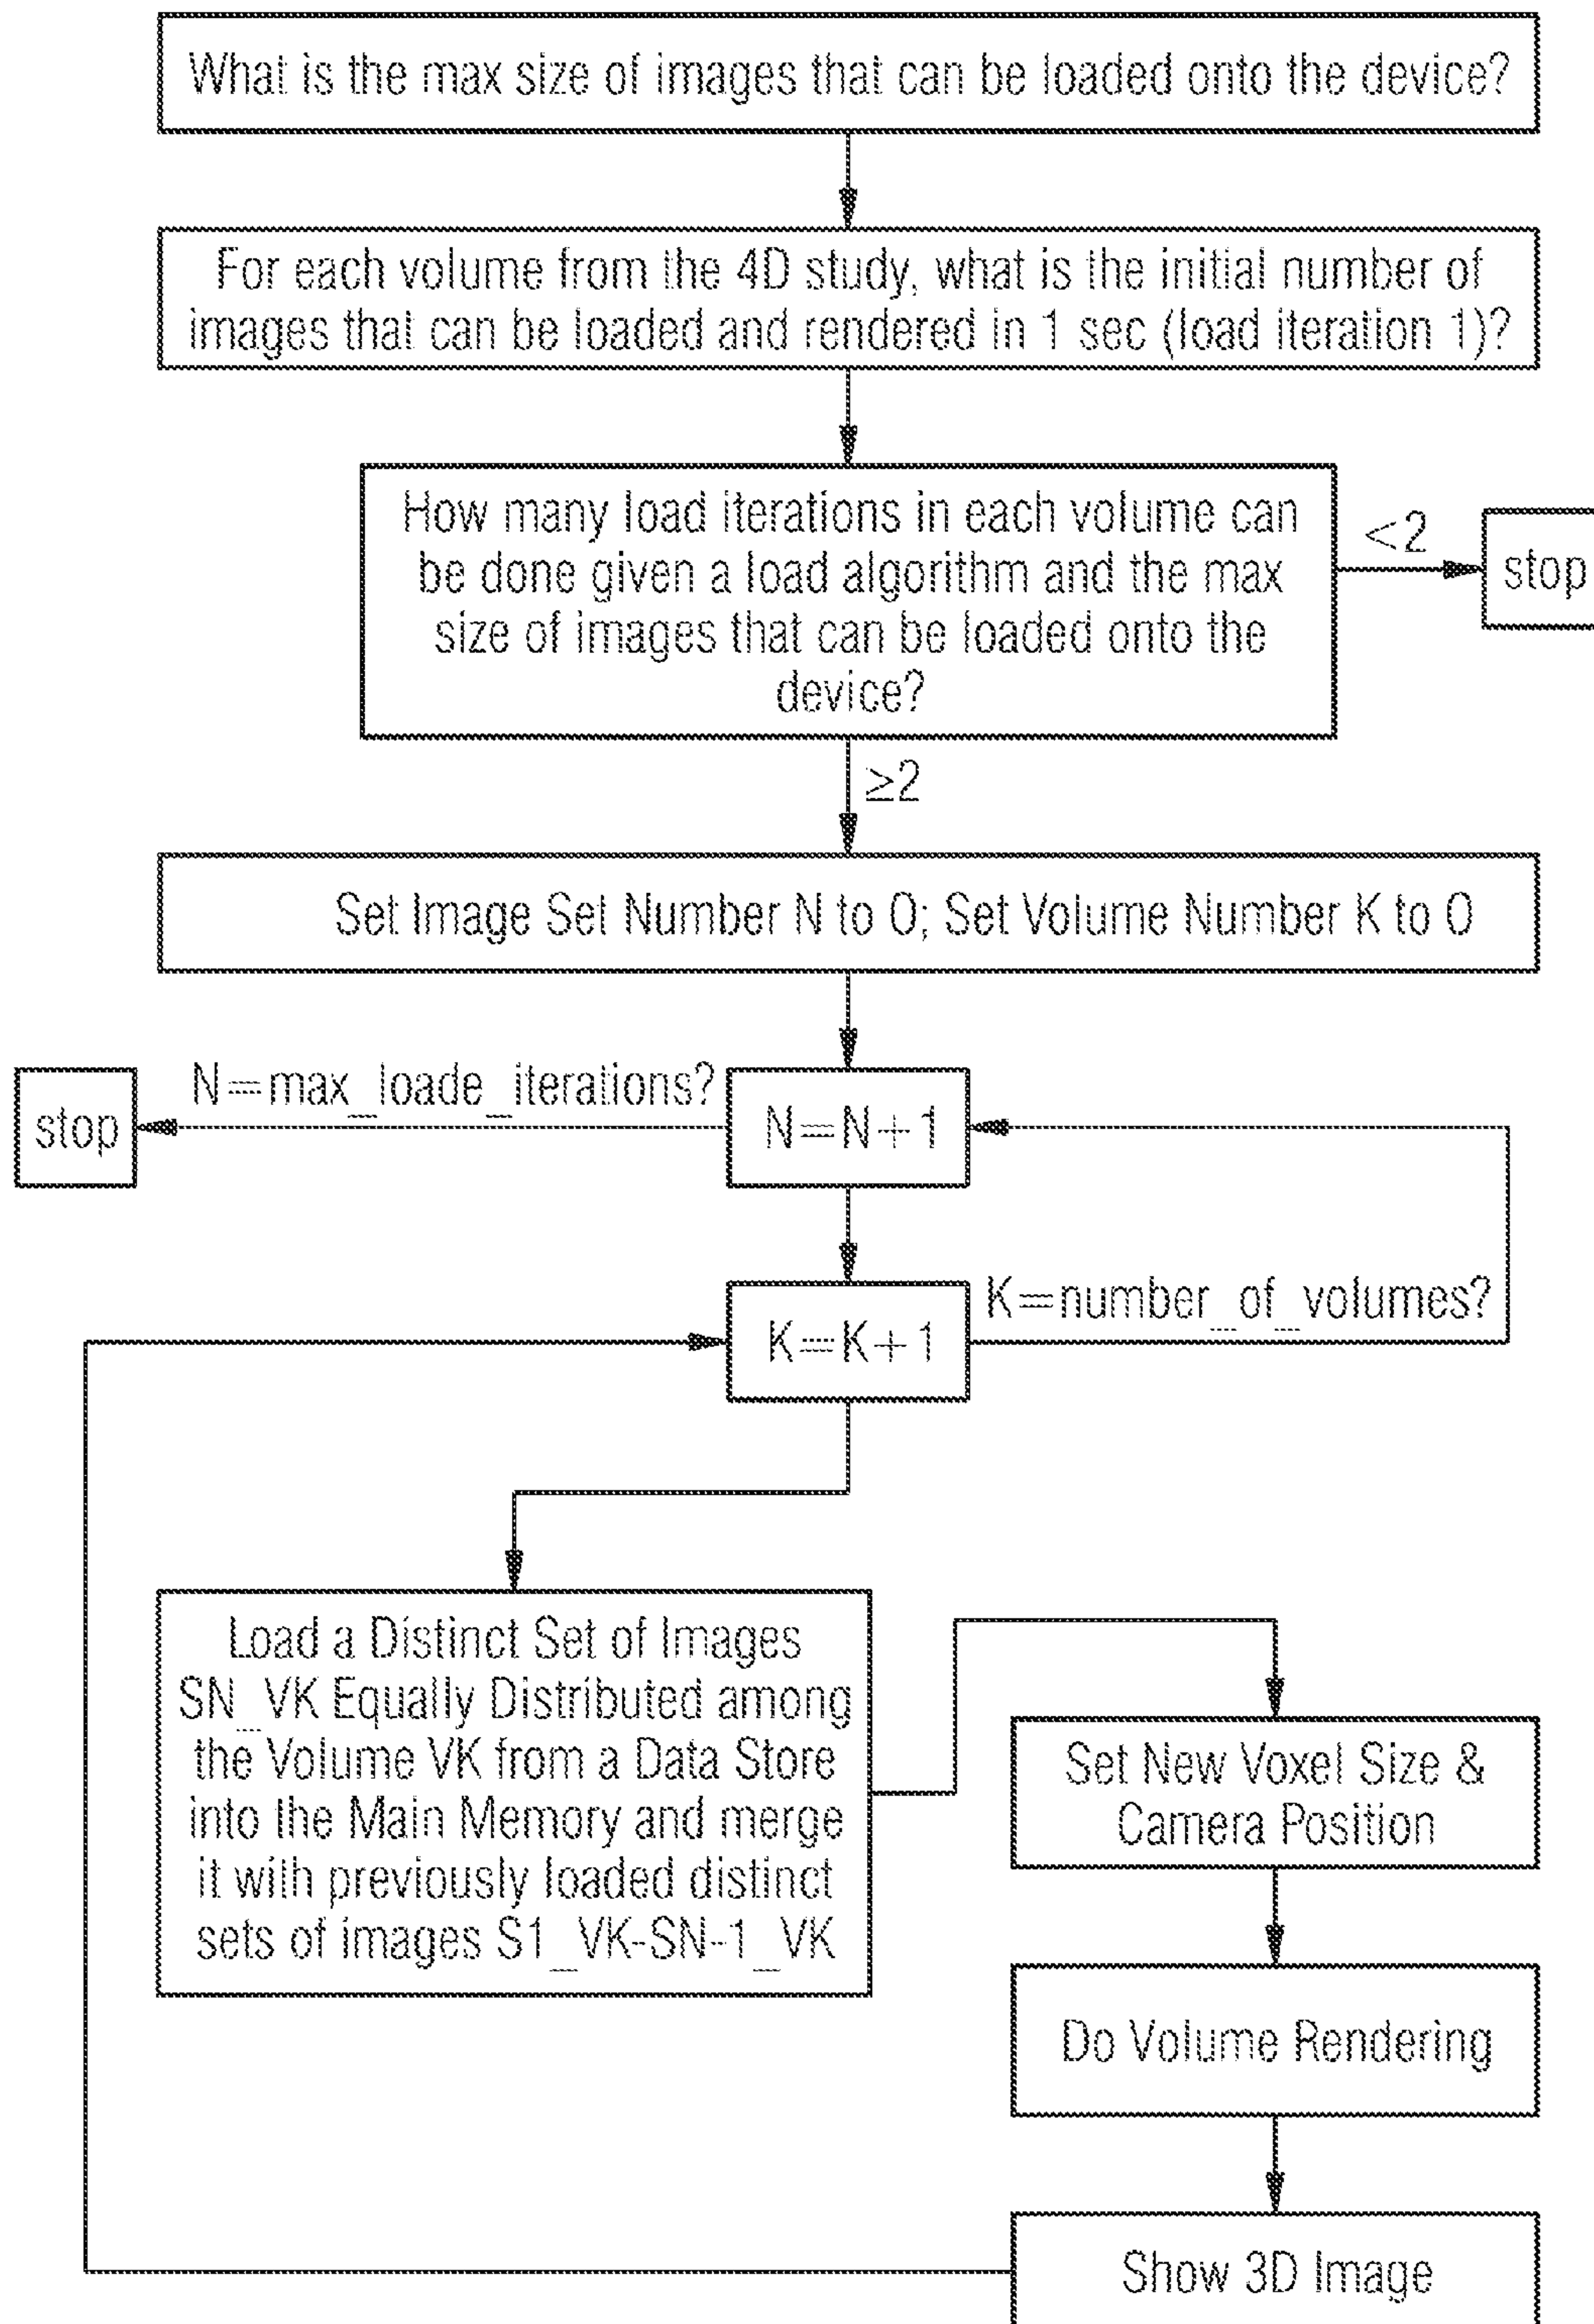 What is the max size of images that can be loaded onto the device?
For each volume from the 4D study, what is the initial number of
images that can be loaded and rendered in 1 sec (load iteration 1)?
How many load iterations in each volume can
be done given a load algorithm and the max
size of images that can be loaded onto the
device?
<2
stop
≥2
Set Image Set Number N to 0; Set Volume Number K to 0
stop
N=max_loade_iterations?
N=N+1
K=K+1
K=number_of_volumes?
Load a Distinct Set of Images
SN_VK Equally Distributed among
the Volume VK from a Data Store
into the Main Memory and merge
it with previously loaded distinct
sets of images S1_VK-SN-1_VK
Set New Voxel Size &
Camera Position
Do Volume Rendering
Show 3D Image